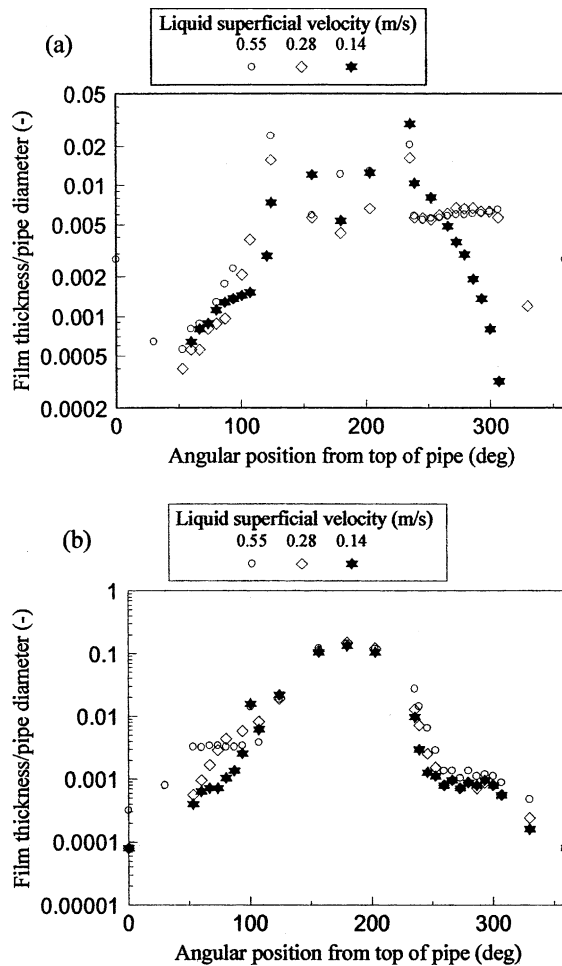 (a)
Liquid superficial velocity (m/s)
0.55 0.28 0.14
0.05
0.02
0.01
0.005
0.002
0.001
0.0005
0.0002
Film thickness/pipe diameter (-)
0 100 200 300
Angular position from top of pipe (deg)
(b)
Liquid superficial velocity (m/s)
0.55 0.28 0.14
1
0.1
0.01
0.001
0.0001
0.00001
Film thickness/pipe diameter (-)
0 100 200 300
Angular position from top of pipe (deg)